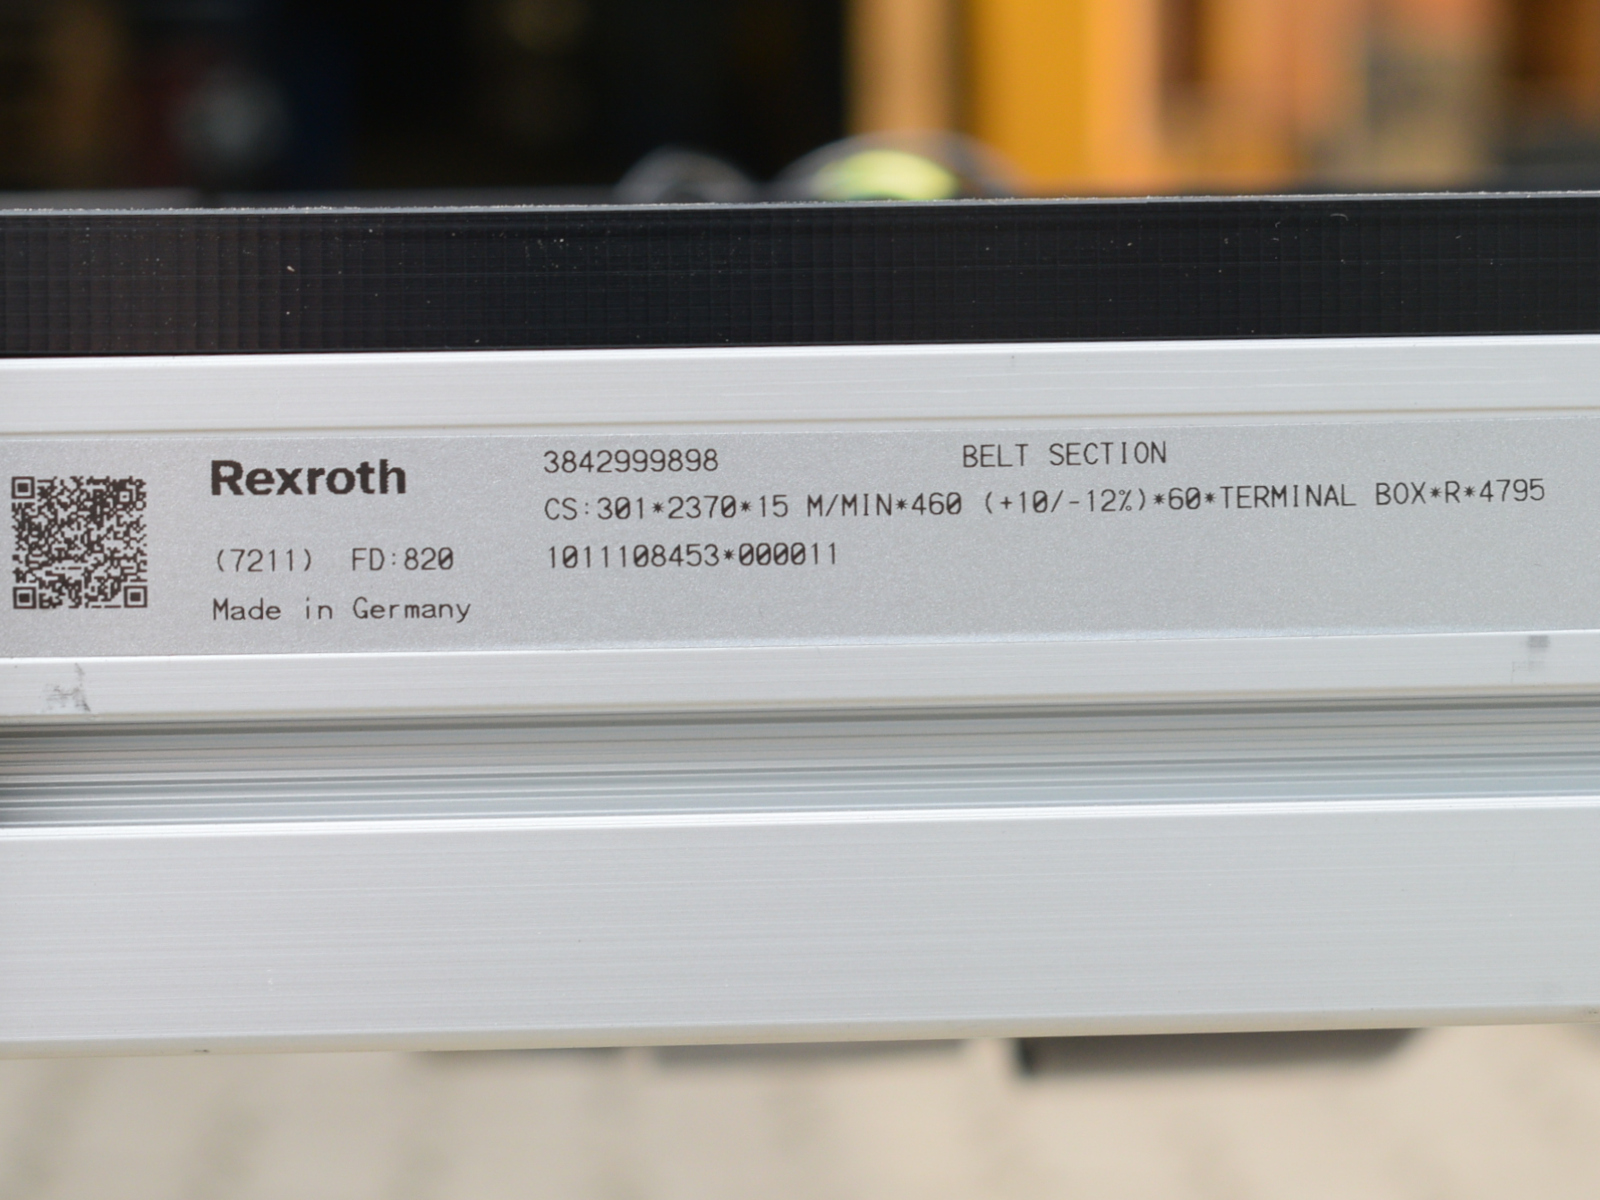 Rexroth
3842999898 BELT SECTION
CS:301*2370*15 M/MIN*460 (+10/-12%)*60*TERMINAL BOX*R*4795
(7211) FD:820 1011108453*000011
Made in Germany